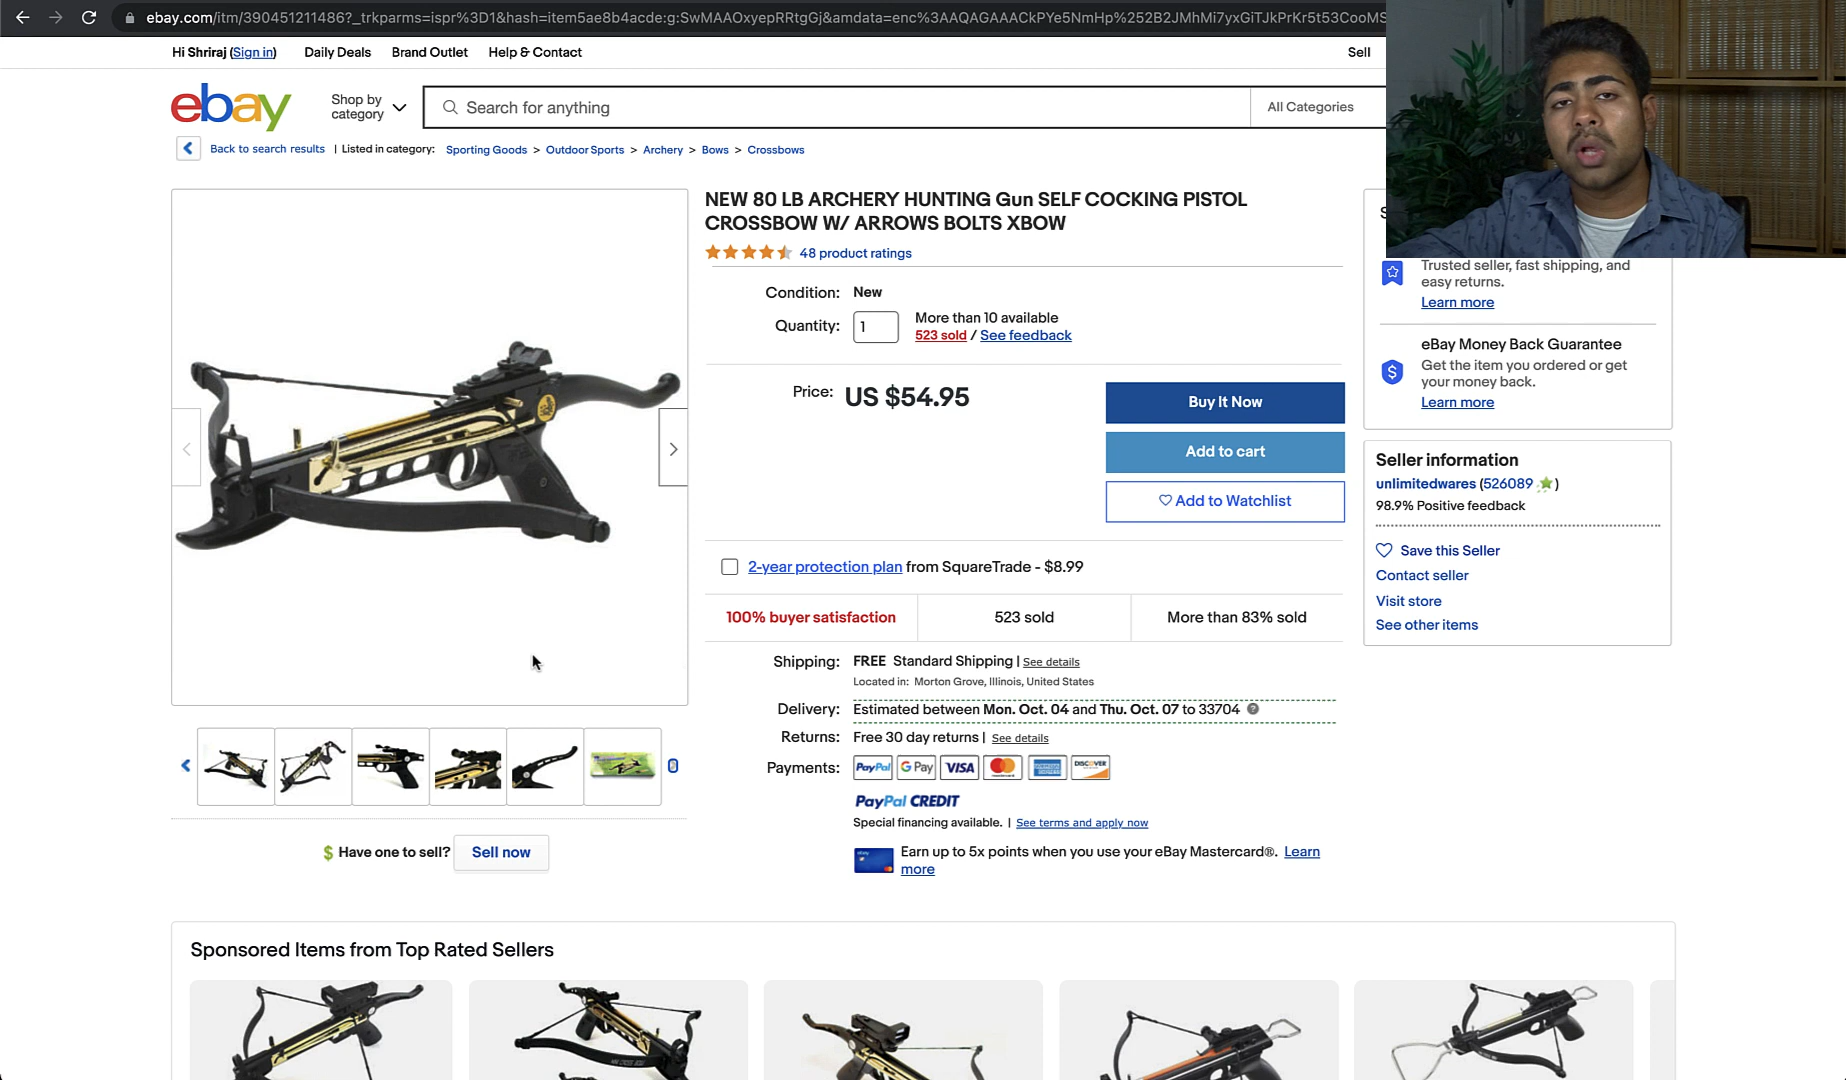 ebay.com/itm/390451211486?_trkparms=ispr%3D1&hash=item5ae8b4acde:g:SwMAAOxyepRRtgGj&amdata=enc%3AAQAGAAACkPYe5NmHp%252B2JMhMi7yxGiTJkPrKr5t53CooMS
Hi Shriraj (Sign in) Daily Deals Brand Outlet Help & Contact Sell
ebay Shop by category Search for anything All Categories
Back to search results | Listed in category: Sporting Goods > Outdoor Sports > Archery > Bows > Crossbows
NEW 80 LB ARCHERY HUNTING Gun SELF COCKING PISTOL
CROSSBOW W/ ARROWS BOLTS XBOW
48 product ratings
Condition: New
Quantity: 1 More than 10 available
523 sold / See feedback
Price: US $54.95
Buy It Now
Add to cart
Add to Watchlist
2-year protection plan from SquareTrade - $8.99
100% buyer satisfaction 523 sold More than 83% sold
Shipping: FREE Standard Shipping | See details
Located in: Morton Grove, Illinois, United States
Delivery: Estimated between Mon. Oct. 04 and Thu. Oct. 07 to 33704
Returns: Free 30 day returns | See details
Payments: PayPal G Pay VISA MasterCard AMERICAN EXPRESS DISCOVER
PayPal CREDIT
Special financing available. | See terms and apply now
Earn up to 5x points when you use your eBay Mastercard®. Learn
more
Trusted seller, fast shipping, and
easy returns.
Learn more
eBay Money Back Guarantee
Get the item you ordered or get
your money back.
Learn more
Seller information
unlimitedwares (526089)
98.9% Positive feedback
Save this Seller
Contact seller
Visit store
See other items
$ Have one to sell? Sell now
Sponsored Items from Top Rated Sellers